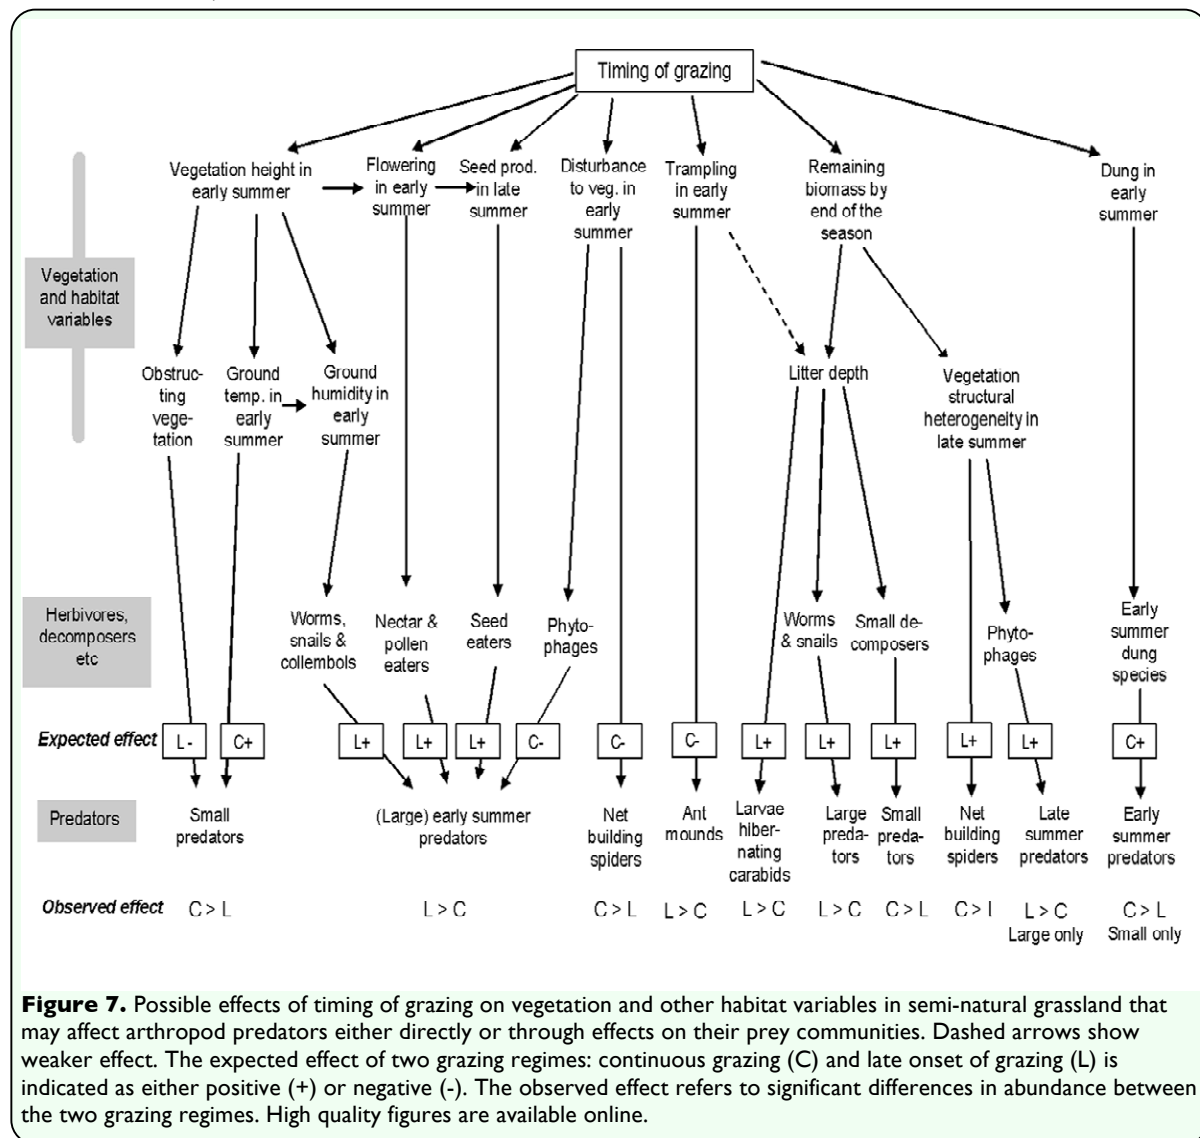 Timing of grazing
Vegetation height in
early summer
Flowering
in early
summer
Seed prod.
in late
summer
Disturbance
to veg. in
early
summer
Trampling
in early
summer
Remaining
biomass by
end of the
season
Dung in
early
summer
Vegetation
and habitat
variables
Obstruc-
ting
vege-
tation
Ground
temp. in
early
summer
Ground
humidity in
early
summer
Litter depth
Vegetation
structural
heterogeneity in
late summer
Herbivores,
decomposers
etc
Worms,
snails &
collembols
Nectar &
pollen
eaters
Seed
eaters
Phyto-
phages
Worms
& snails
Small de-
composers
Phyto-
phages
Early
summer
dung
species
Expected effect
L -
C+
L+
L+
L+
C-
C-
C-
L+
L+
L+
L+
L+
C+
Predators
Small
predators
(Large) early summer
predators
Net
building
spiders
Ant
mounds
Larvae
hiber-
nating
carabids
Large
preda-
tors
Small
preda-
tors
Net
building
spiders
Late
summer
predators
Early
summer
predators
Observed effect
C > L
L > C
C > L
L > C
L > C
L > C
C > L
C > l
L > C
Large only
C > L
Small only
Figure 7. Possible effects of timing of grazing on vegetation and other habitat variables in semi-natural grassland that
may affect arthropod predators either directly or through effects on their prey communities. Dashed arrows show
weaker effect. The expected effect of two grazing regimes: continuous grazing (C) and late onset of grazing (L) is
indicated as either positive (+) or negative (-). The observed effect refers to significant differences in abundance between
the two grazing regimes. High quality figures are available online.